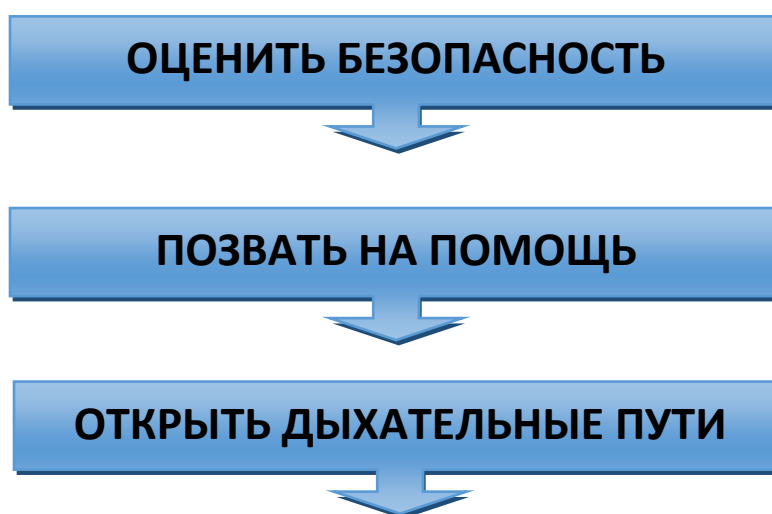 ОЦЕНИТЬ БЕЗОПАСНОСТЬ
ПОЗВАТЬ НА ПОМОЩЬ
ОТКРЫТЬ ДЫХАТЕЛЬНЫЕ ПУТИ